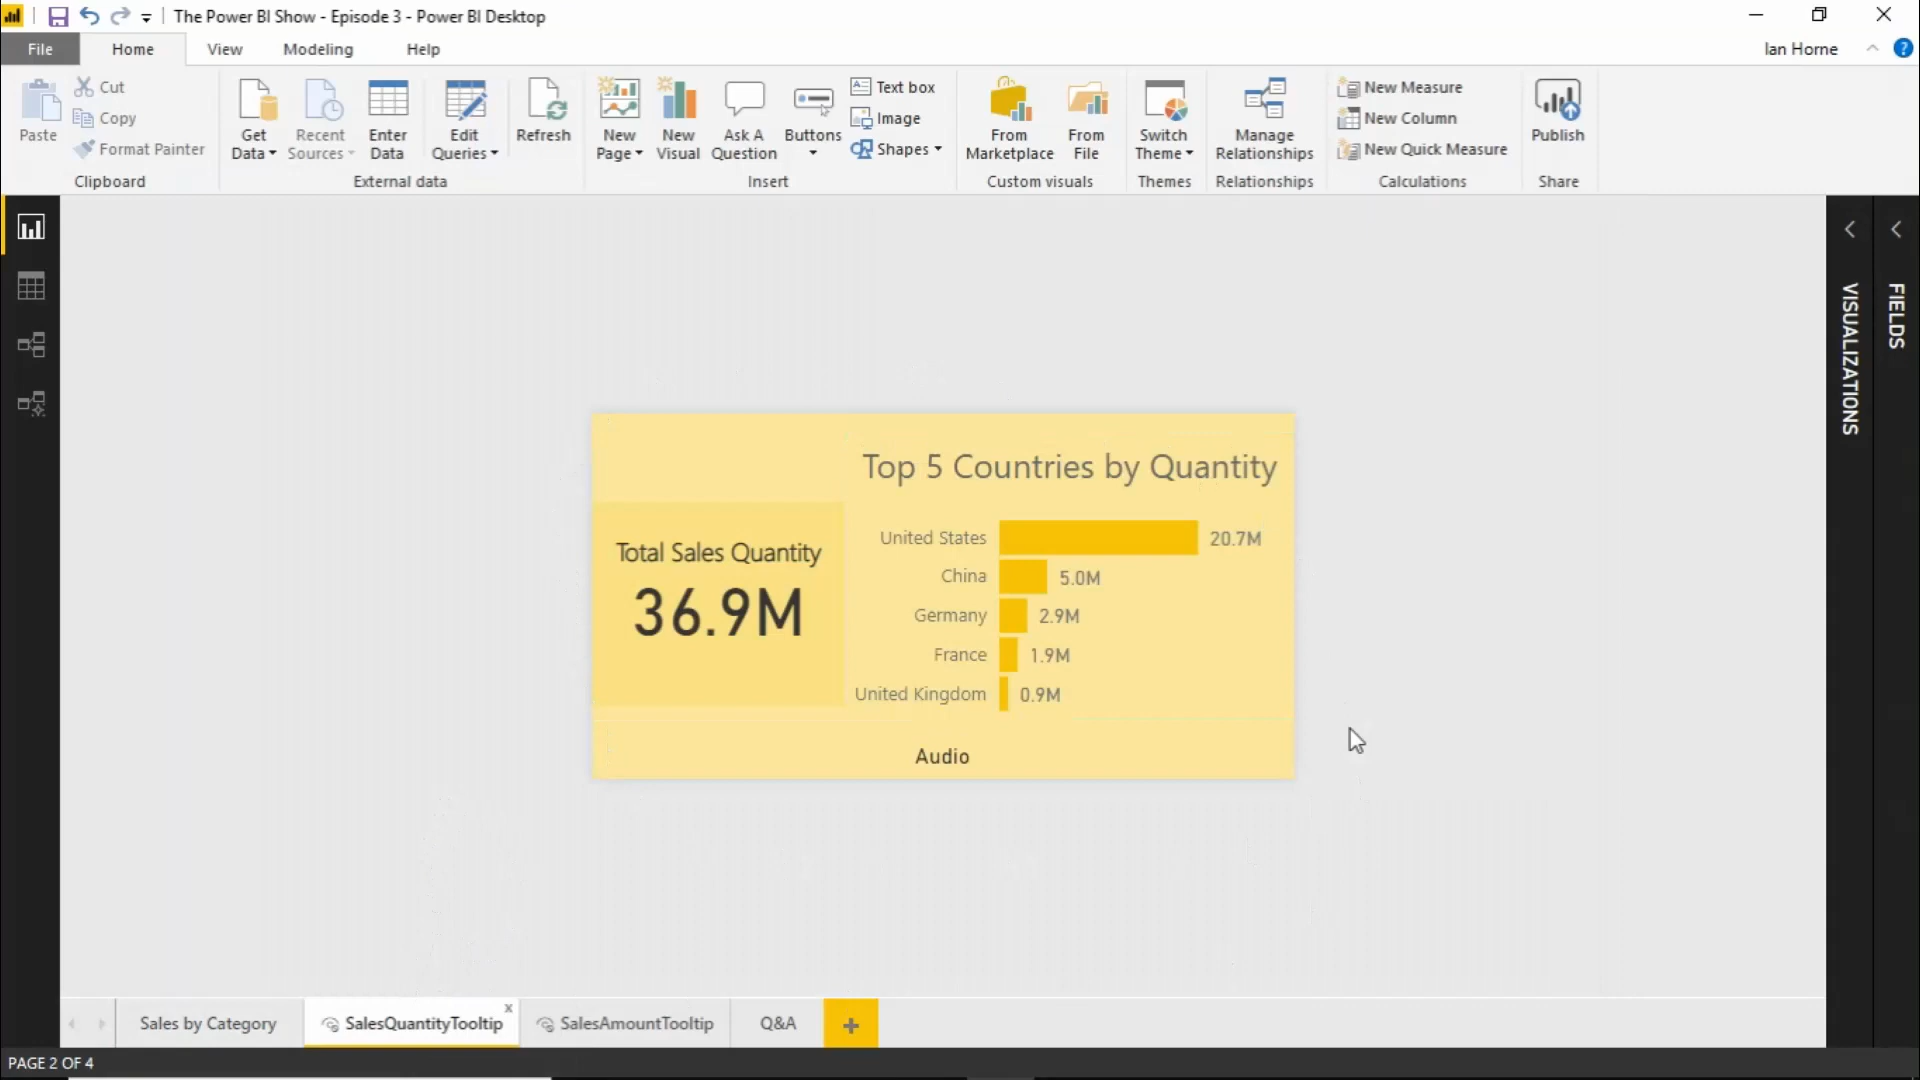 The Power BI Show - Episode 3 - Power BI Desktop
File
Home
View
Modeling
Help
Ian Horne
?
Paste
Cut
Copy
Format Painter
Clipboard
Get Data
Recent Sources
Enter Data
Edit Queries
Refresh
External data
New Page
New Visual
Ask A Question
Buttons
Text box
Image
Shapes
Insert
From Marketplace
From File
Custom visuals
Switch Theme
Themes
Manage Relationships
Relationships
New Measure
New Column
New Quick Measure
Calculations
Publish
Share
VISUALIZATIONS
FIELDS
Top 5 Countries by Quantity
Total Sales Quantity
36.9M
United States 20.7M
China 5.0M
Germany 2.9M
France 1.9M
United Kingdom 0.9M
Audio
Sales by Category
SalesQuantityTooltip
x
SalesAmountTooltip
Q&A
+
PAGE 2 OF 4